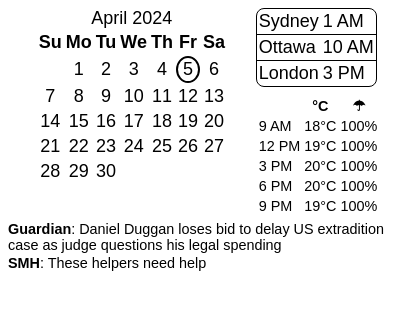 April 2024
Su Mo Tu We Th Fr Sa
1 2 3 4 5 6
7 8 9 10 11 12 13
14 15 16 17 18 19 20
21 22 23 24 25 26 27
28 29 30
Sydney 1 AM
Ottawa 10 AM
London 3 PM
°C ☂
9 AM 18°C 100%
12 PM 19°C 100%
3 PM 20°C 100%
6 PM 20°C 100%
9 PM 19°C 100%
Guardian: Daniel Duggan loses bid to delay US extradition
case as judge questions his legal spending
SMH: These helpers need help